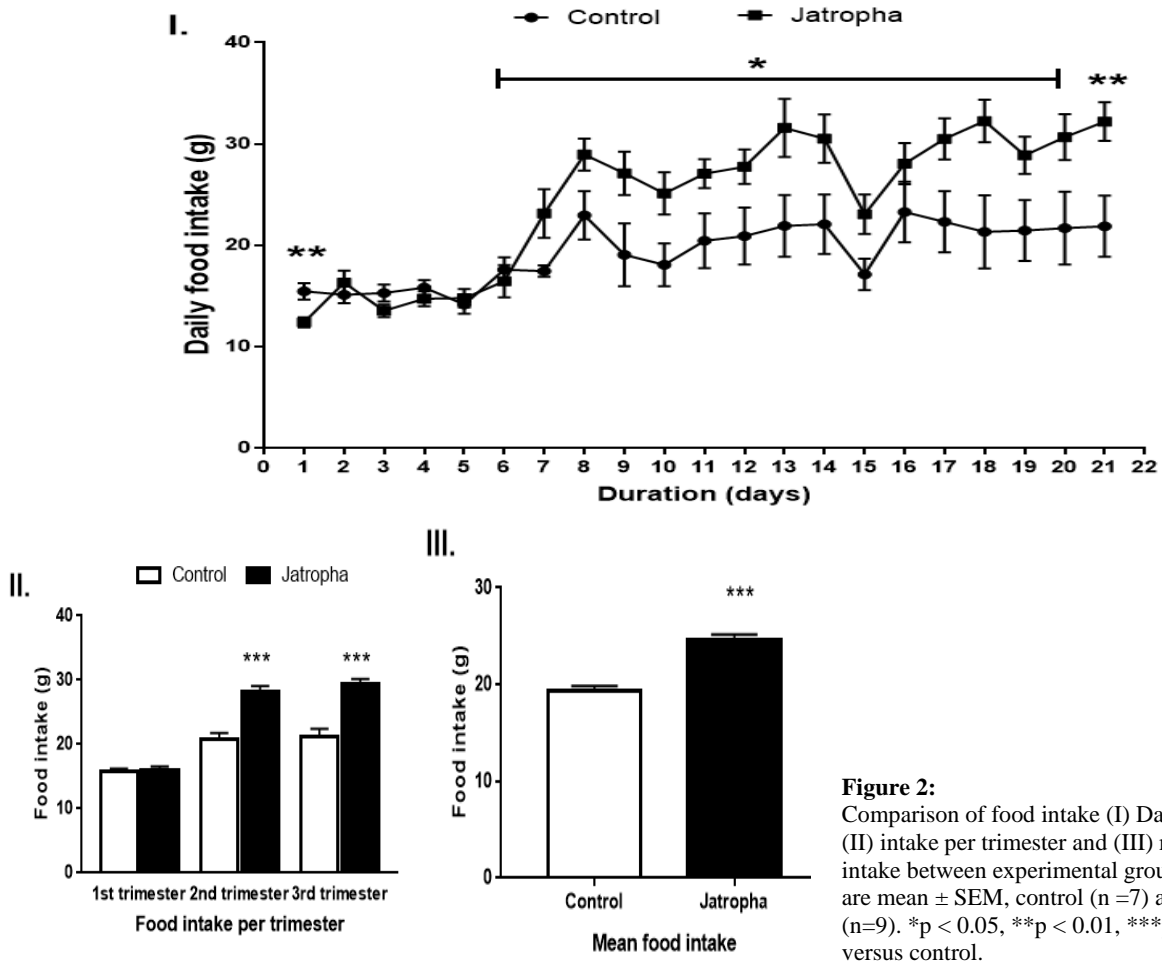 I.
Control Jatropha
40
30
20
10
0
Daily food intake (g)
**
*
**
0 1 2 3 4 5 6 7 8 9 10 11 12 13 14 15 16 17 18 19 20 21 22
Duration (days)
II.
Control Jatropha
40
30
20
10
0
Food intake (g)
*** ***
1st trimester 2nd trimester 3rd trimester
Food intake per trimester
III.
30
20
10
0
Food intake (g)
***
Control Jatropha
Mean food intake
Figure 2:
Comparison of food intake (I) Da
(II) intake per trimester and (III)
intake between experimental grou
are mean ± SEM, control (n =7) a
(n=9). *p < 0.05, **p < 0.01, ***
versus control.